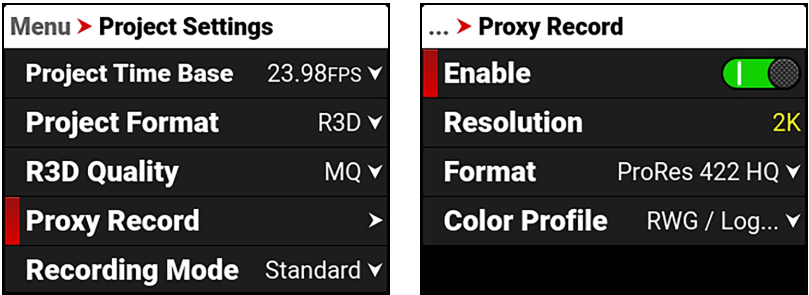 Menu ➤ Project Settings
Project Time Base 23.98FPS
Project Format R3D
R3D Quality MQ
Proxy Record
Recording Mode Standard
... ➤ Proxy Record
Enable
Resolution 2K
Format ProRes 422 HQ
Color Profile RWG / Log...